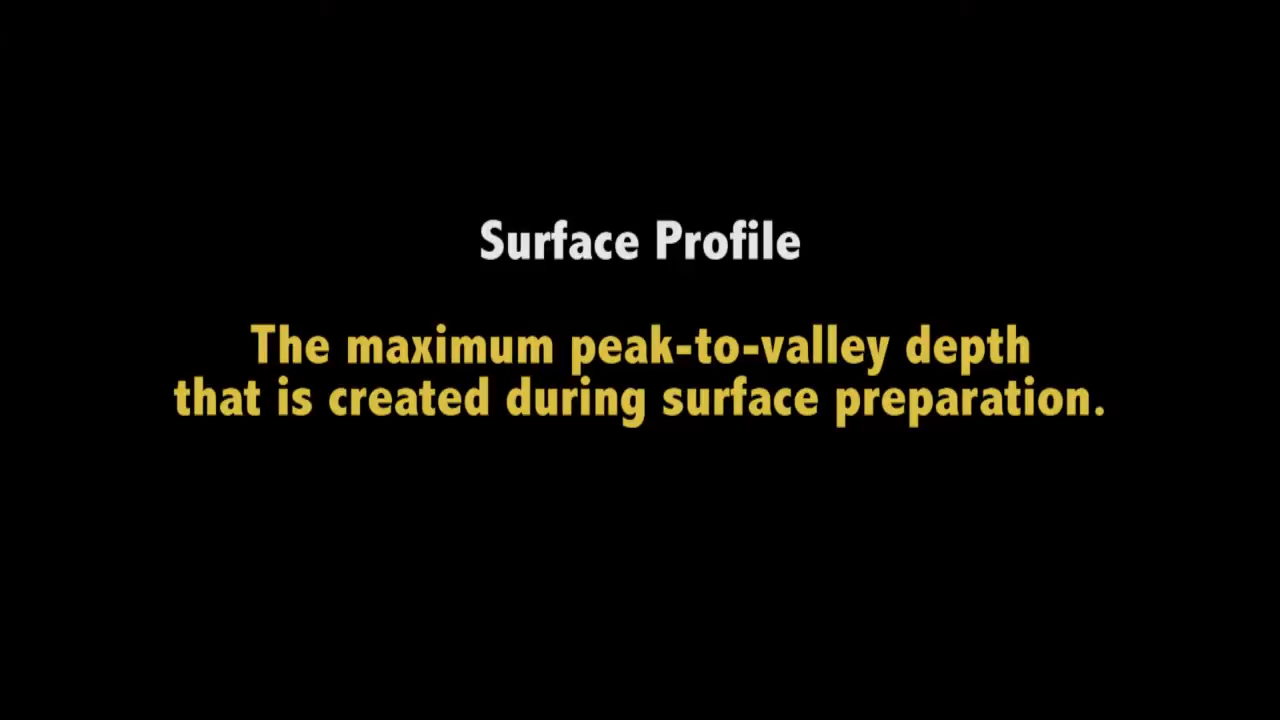 Surface Profile
The maximum peak-to-valley depth
that is created during surface preparation.